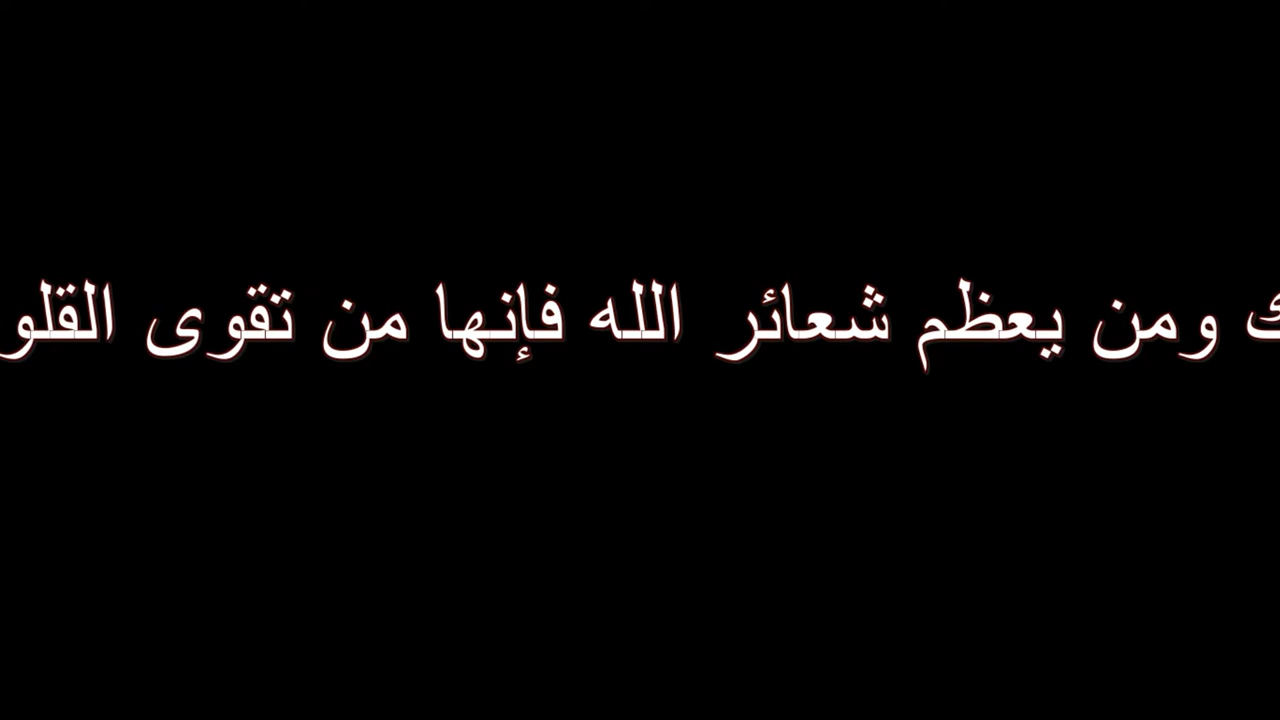 ك ومن يعظم شعائر الله فإنها من تقوى القلو